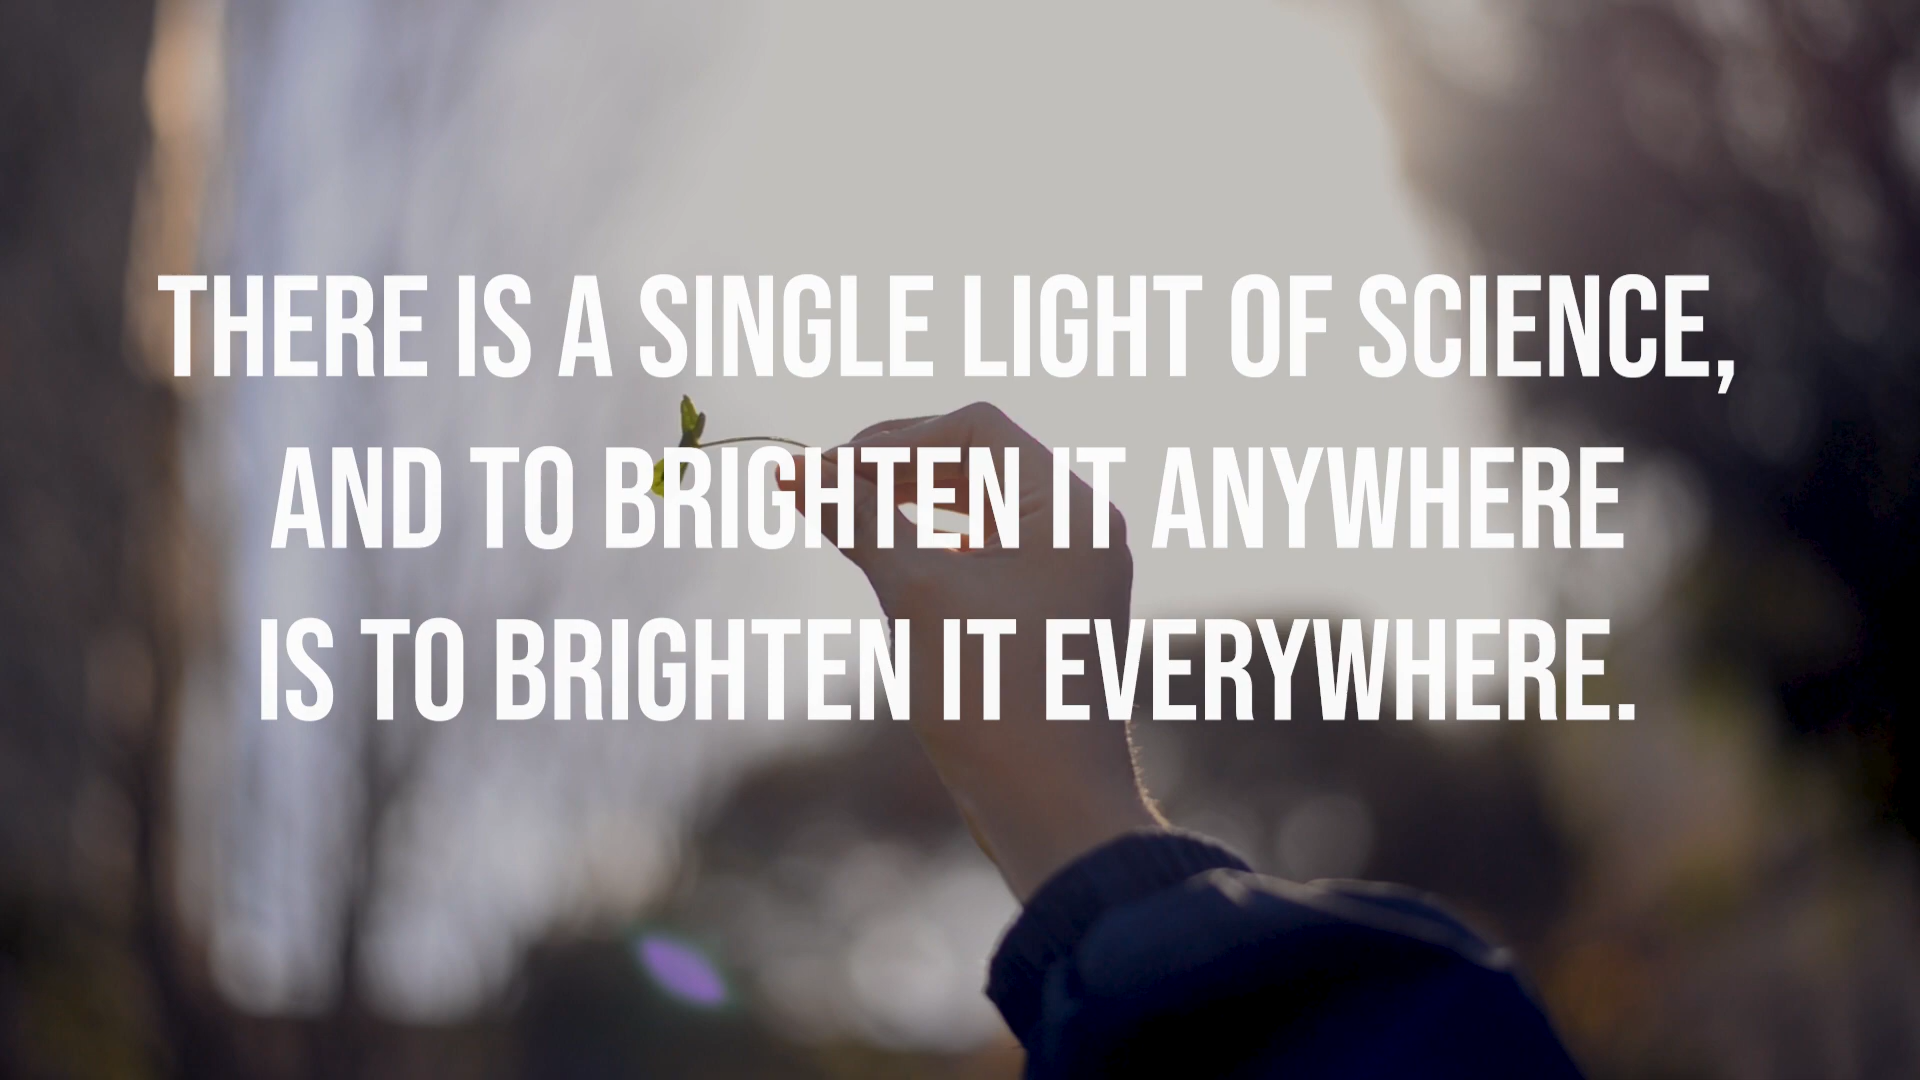 THERE IS A SINGLE LIGHT OF SCIENCE,
AND TO BRIGHTEN IT ANYWHERE
IS TO BRIGHTEN IT EVERYWHERE.